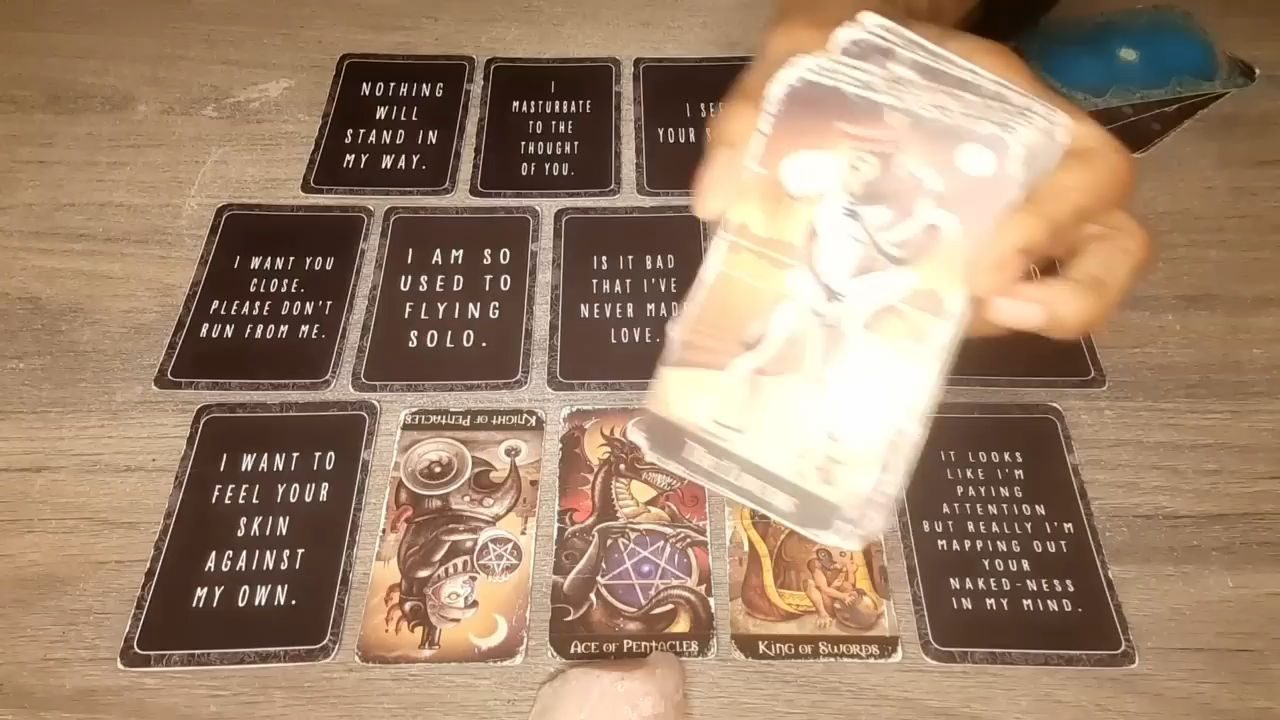 NOTHING
WILL
STAND IN
MY WAY.
I
MASTURBATE
TO THE
THOUGHT
OF YOU.
I SEE
YOUR
I WANT YOU
CLOSE.
PLEASE DON'T
RUN FROM ME.
I AM SO
USED TO
FLYING
SOLO.
IS IT BAD
THAT I'VE
NEVER MADE
LOVE.
I WANT TO
FEEL YOUR
SKIN
AGAINST
MY OWN.
KNIGHT OF PENTACLES
ACE OF PENTACLES
KING OF SWORDS
IT LOOKS
LIKE I'M
PAYING
ATTENTION
BUT REALLY I'M
MAPPING OUT
YOUR
NAKED-NESS
IN MY MIND.